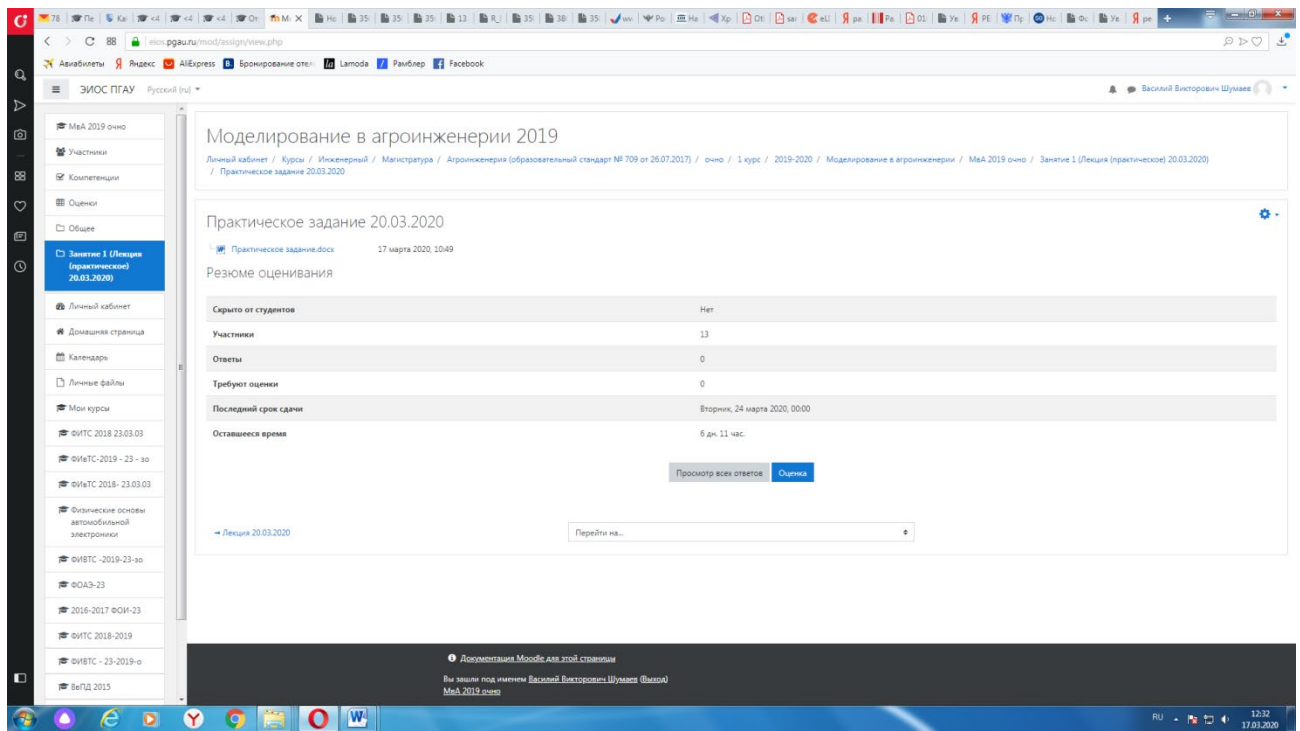 eios.pgau.ru/mod/assign/view.php
Авиабилеты Яндекс AliExpress Бронирование отел Lamoda Рамблер Facebook
ЭИОС ПГАУ Русский (ru)
Василий Викторович Шумаев
МвА 2019 очно
Участники
Компетенции
Оценки
Общее
Занятие 1 (Лекция
(практическое)
20.03.2020)
Личный кабинет
Домашняя страница
Календарь
Личные файлы
Мои курсы
ФИТС 2018 23.03.03
ФИвТС-2019 - 23 - зо
ФИвТС 2018- 23.03.03
Физические основы
автомобильной
электроники
ФИВТС -2019-23-зо
ФОАЭ-23
2016-2017 ФОИ-23
ФИТС 2018-2019
ФИВТС - 23-2019-о
ВвПД 2015
Моделирование в агроинженерии 2019
Личный кабинет / Курсы / Инженерный / Магистратура / Агроинженерия (образовательный стандарт № 709 от 26.07.2017) / очно / 1 курс / 2019-2020 / Моделирование в агроинженерии / МвА 2019 очно / Занятие 1 (Лекция (практическое) 20.03.2020)
/ Практическое задание 20.03.2020
Практическое задание 20.03.2020
Практическое задание.docx 17 марта 2020, 10:49
Резюме оценивания
Скрыто от студентов Нет
Участники 13
Ответы 0
Требуют оценки 0
Последний срок сдачи Вторник, 24 марта 2020, 00:00
Оставшееся время 6 дн. 11 час.
Просмотр всех ответов Оценка
→ Лекция 20.03.2020 Перейти на...
Документация Moodle для этой страницы
Вы зашли под именем Василий Викторович Шумаев (Выход)
МвА 2019 очно
RU 12:32
17.03.2020